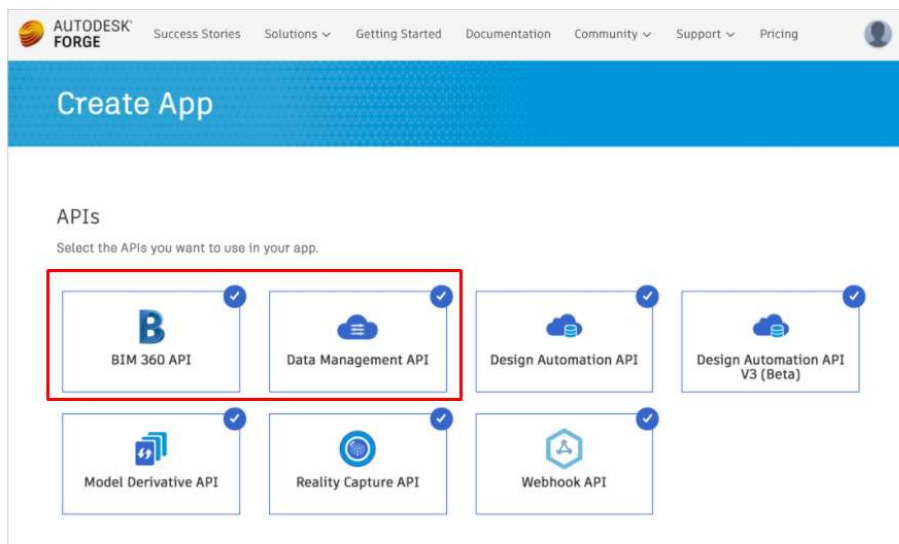 AUTODESK®
FORGE
Success Stories Solutions Getting Started Documentation Community Support Pricing
Create App
APIs
Select the APIs you want to use in your app.
BIM 360 API Data Management API Design Automation API Design Automation API
V3 (Beta)
Model Derivative API Reality Capture API Webhook API